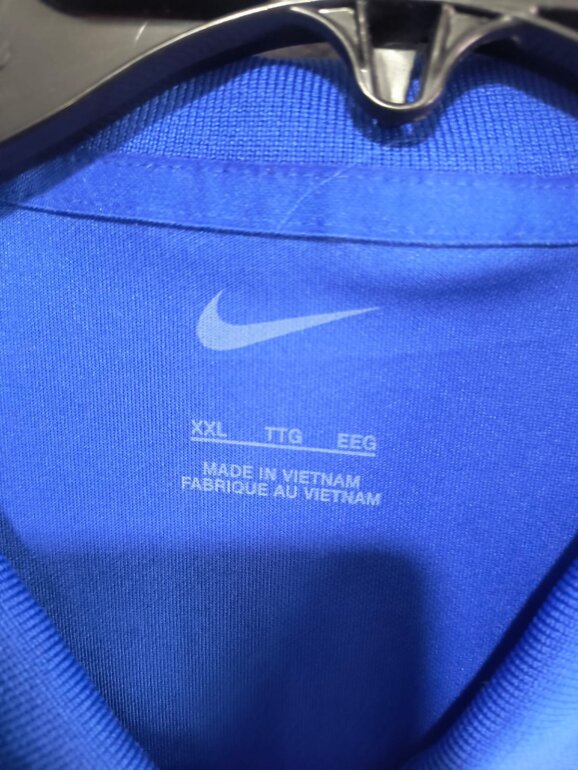 XXL TTG EEG
MADE IN VIETNAM
FABRIQUE AU VIETNAM